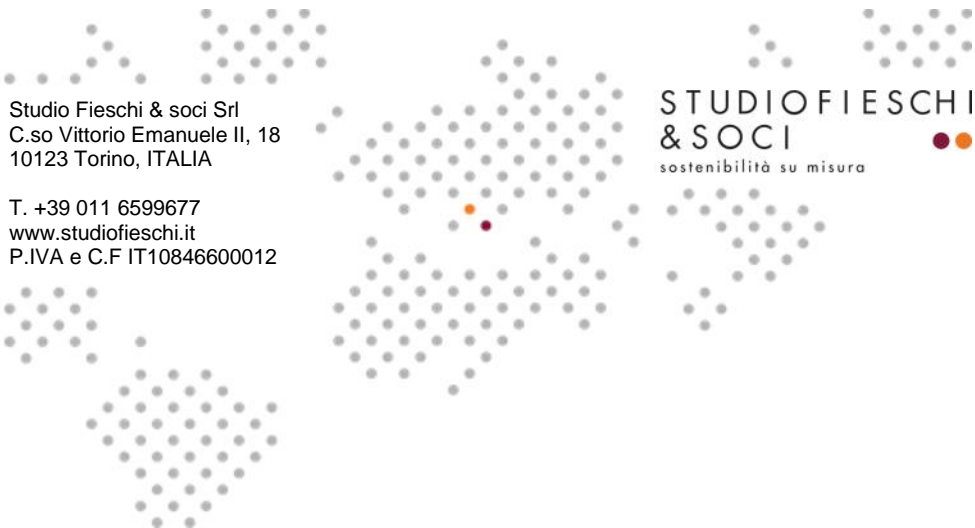 Studio Fieschi & soci Srl
C.so Vittorio Emanuele II, 18
10123 Torino, ITALIA
T. +39 011 6599677
www.studiofieschi.it
P.IVA e C.F IT10846600012
STUDIOFIESCHI
& SOCI
sostenibilità su misura